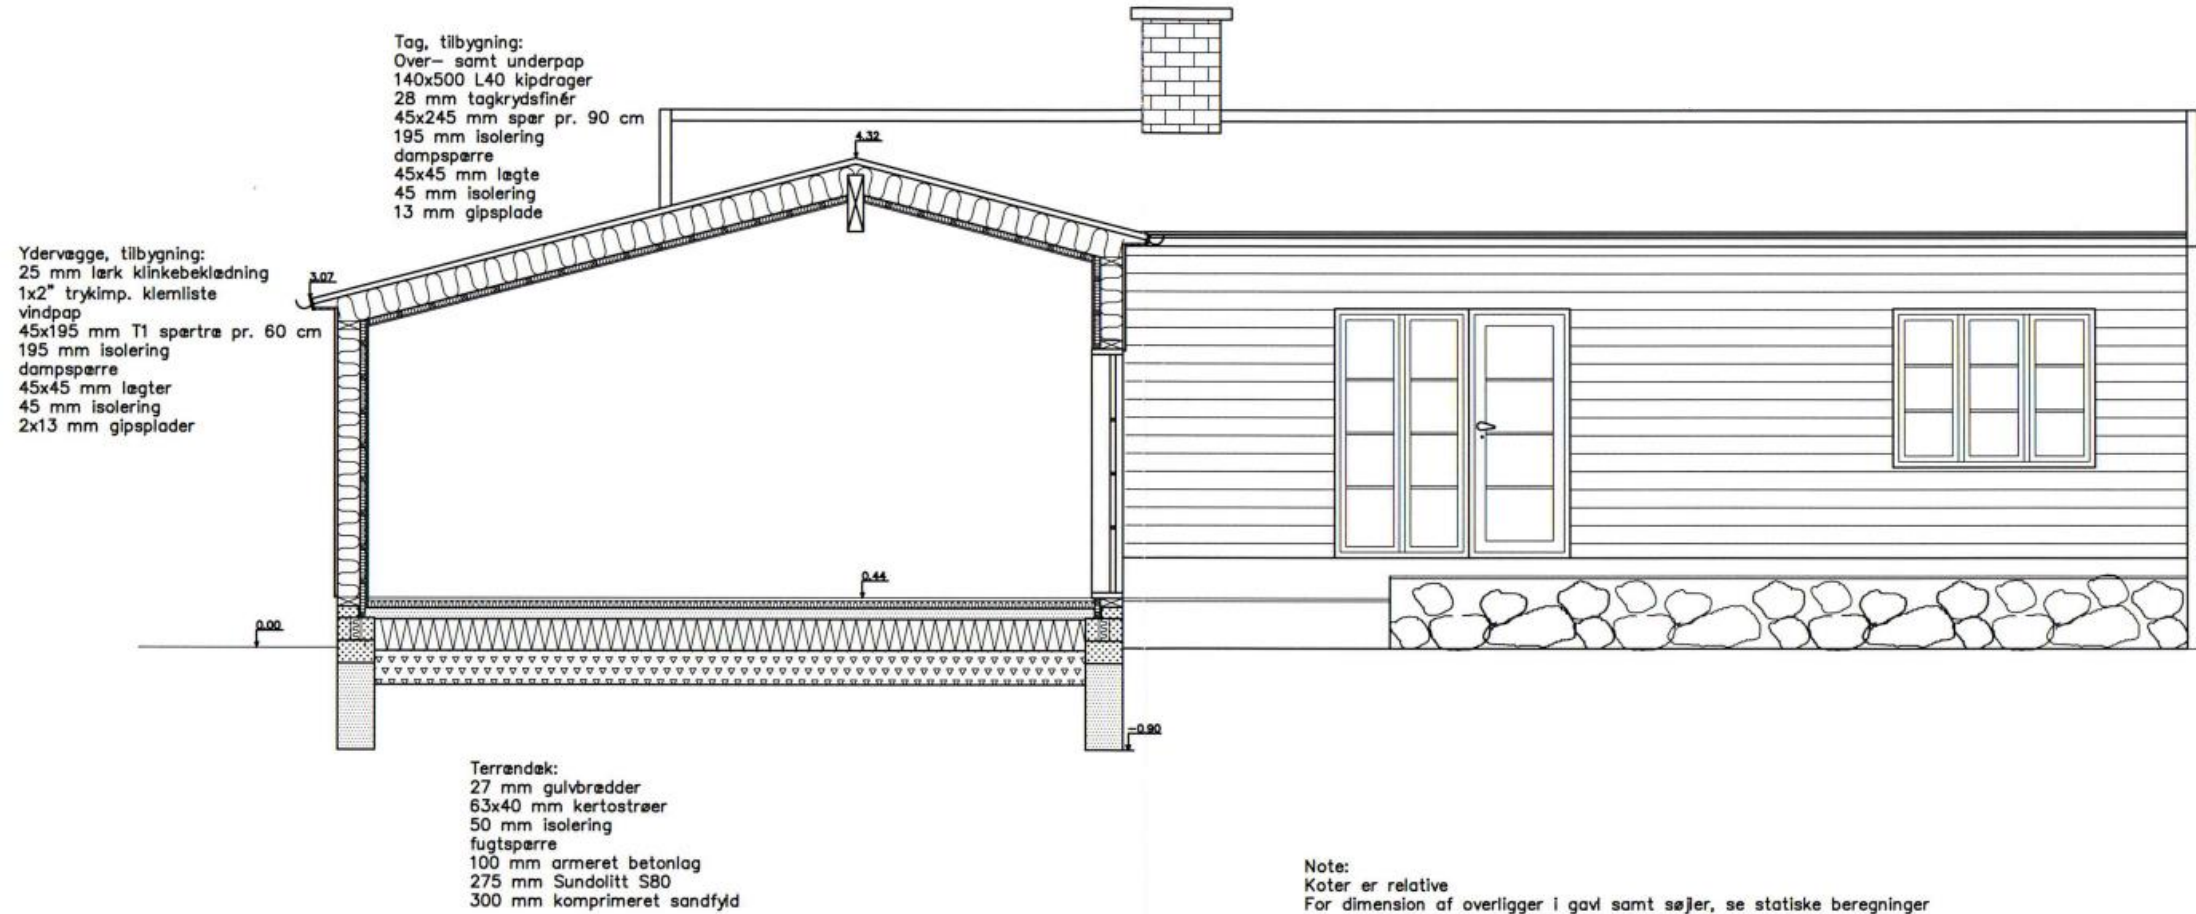 Tag, tilbygning:
Over- samt underpap
140x500 L40 kipdrager
28 mm tagkrydsfinér
45x245 mm spær pr. 90 cm
195 mm isolering
dampspærre
45x45 mm lægte
45 mm isolering
13 mm gipsplade
4.32
Ydervægge, tilbygning:
25 mm lærk klinkebeklædning
1x2" trykimp. klemliste
vindpap
45x195 mm T1 spærtræ pr. 60 cm
195 mm isolering
dampspærre
45x45 mm lægter
45 mm isolering
2x13 mm gipsplader
3.07
0.44
0.00
-0.90
Terrændæk:
27 mm gulvbrædder
63x40 mm kertostrøer
50 mm isolering
fugtspærre
100 mm armeret betonlag
275 mm Sundolitt S80
300 mm komprimeret sandfyld
Note:
Koter er relative
For dimension af overligger i gavl samt søjler, se statiske beregninger